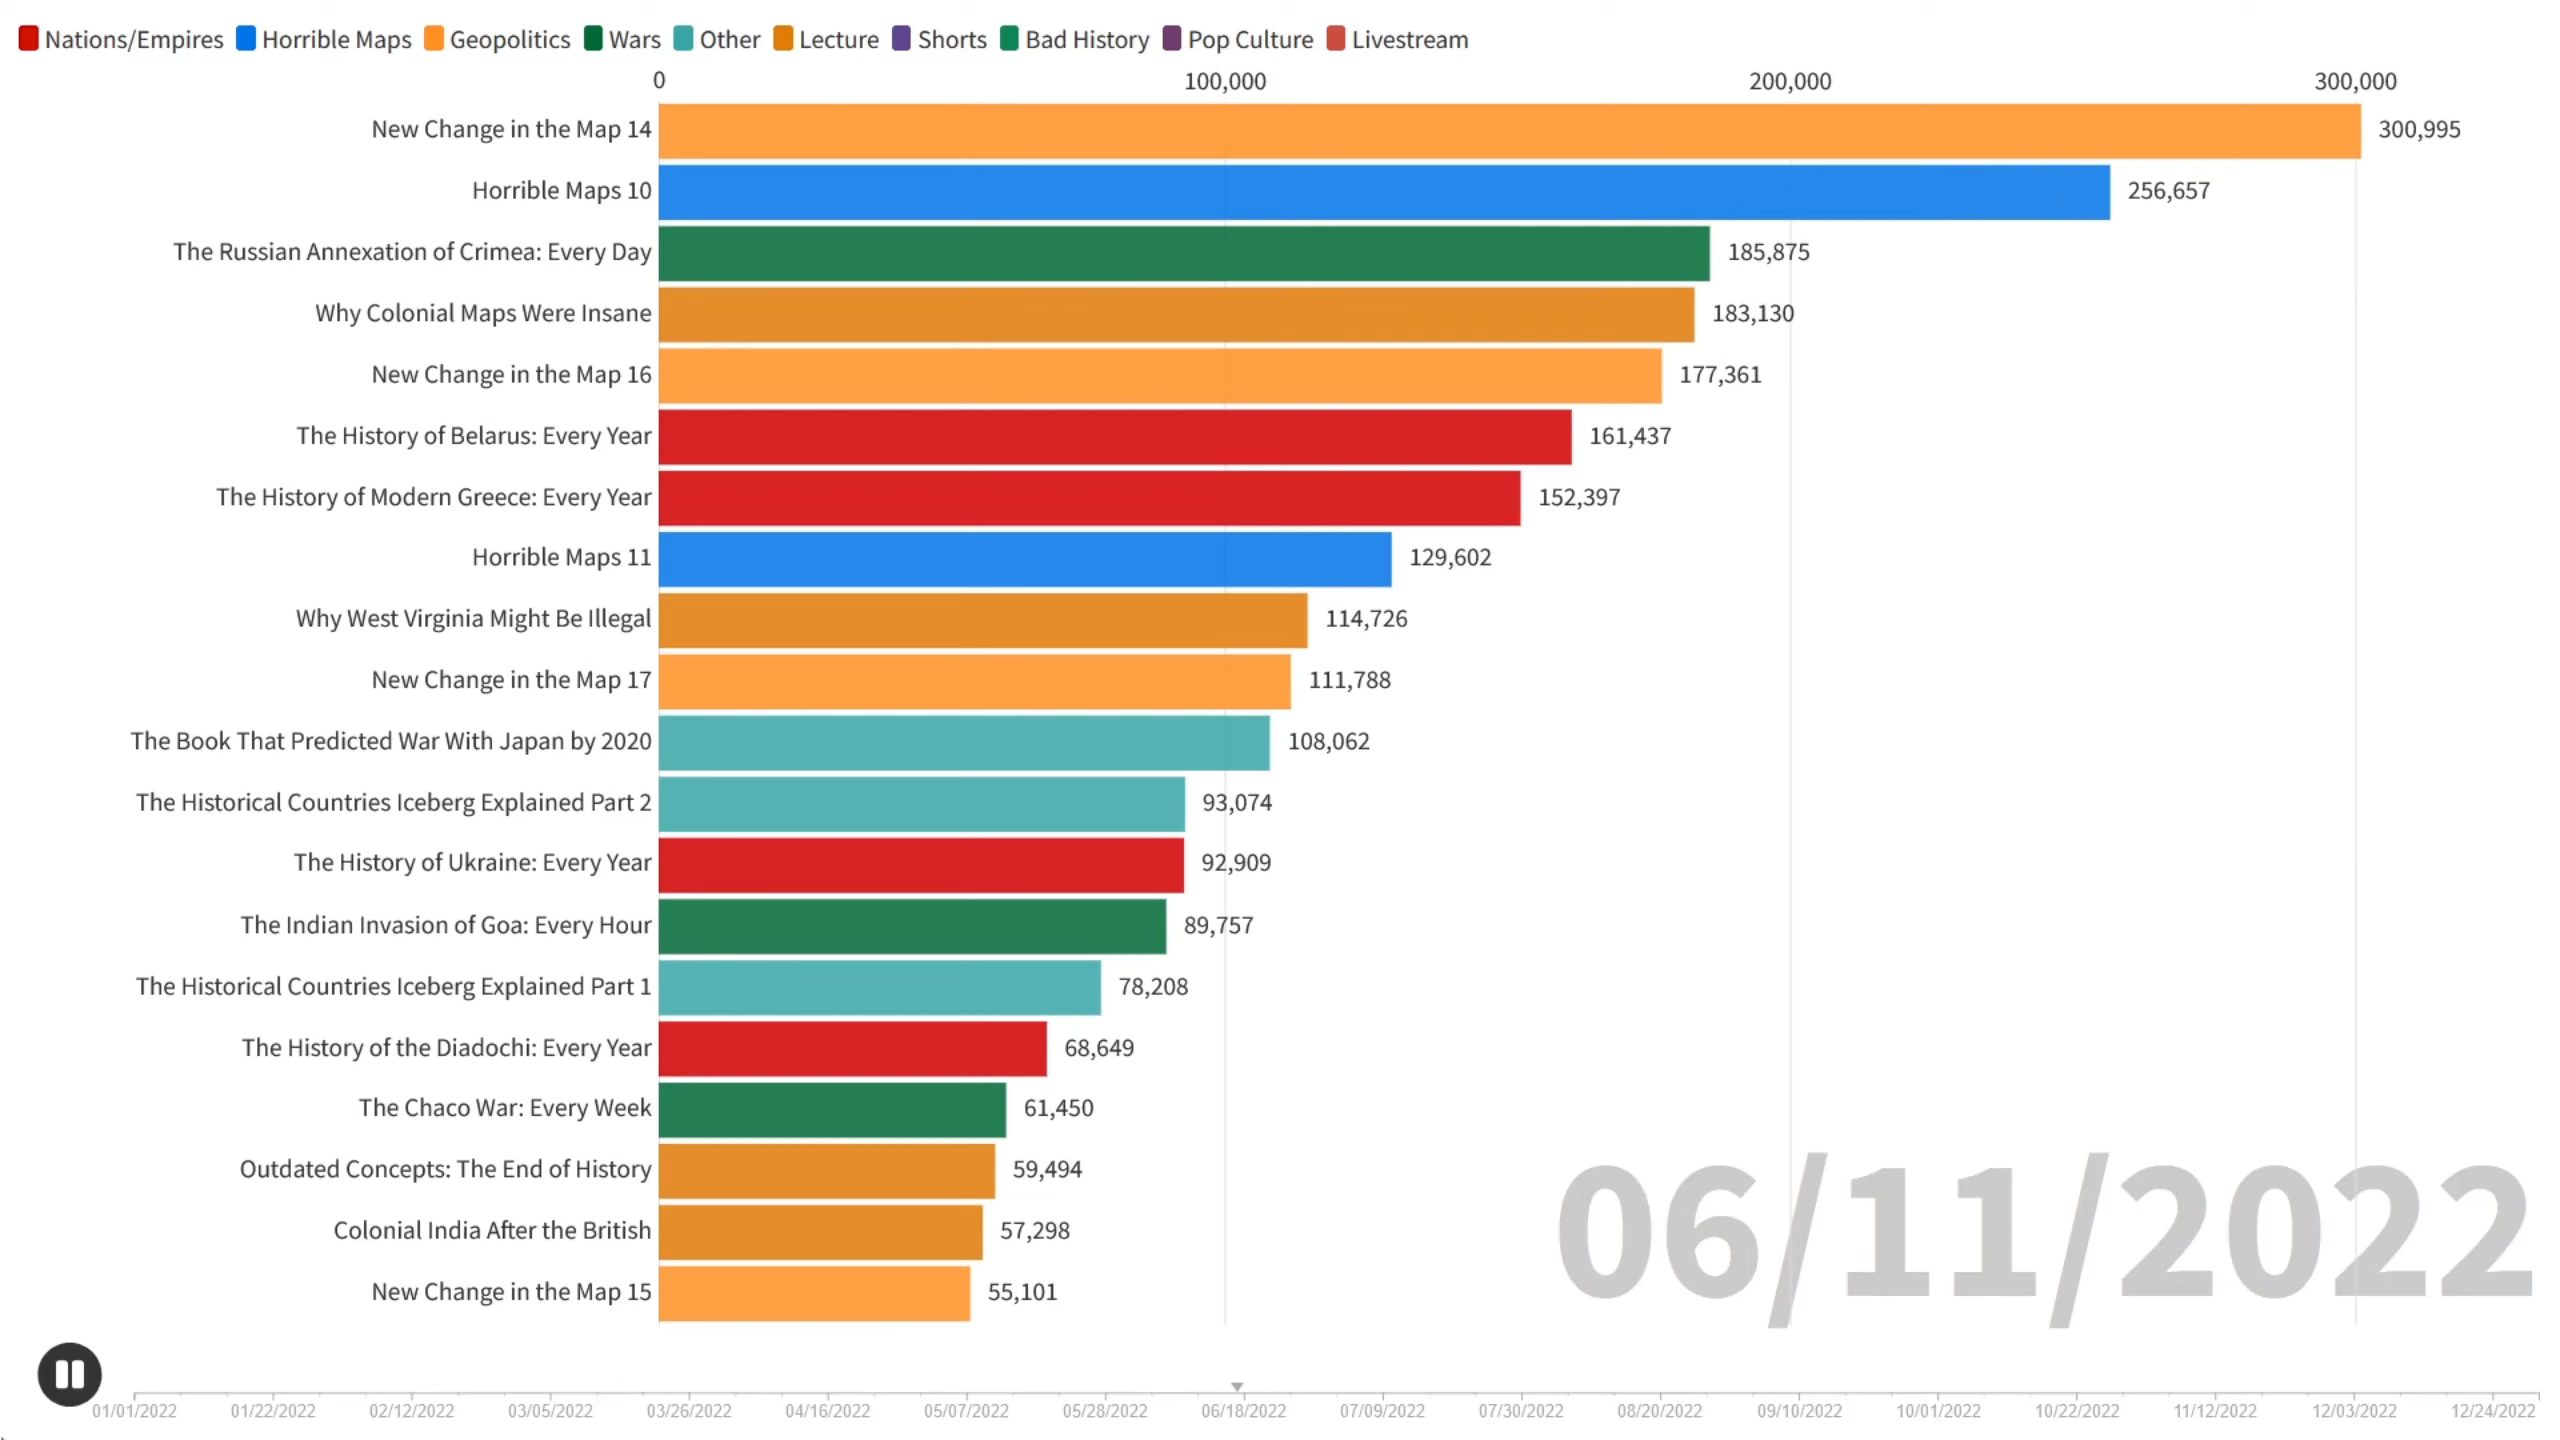 Nations/Empires Horrible Maps Geopolitics Wars Other Lecture Shorts Bad History Pop Culture Livestream
0 100,000 200,000 300,000
New Change in the Map 14 300,995
Horrible Maps 10 256,657
The Russian Annexation of Crimea: Every Day 185,875
Why Colonial Maps Were Insane 183,130
New Change in the Map 16 177,361
The History of Belarus: Every Year 161,437
The History of Modern Greece: Every Year 152,397
Horrible Maps 11 129,602
Why West Virginia Might Be Illegal 114,726
New Change in the Map 17 111,788
The Book That Predicted War With Japan by 2020 108,062
The Historical Countries Iceberg Explained Part 2 93,074
The History of Ukraine: Every Year 92,909
The Indian Invasion of Goa: Every Hour 89,757
The Historical Countries Iceberg Explained Part 1 78,208
The History of the Diadochi: Every Year 68,649
The Chaco War: Every Week 61,450
Outdated Concepts: The End of History 59,494
Colonial India After the British 57,298
New Change in the Map 15 55,101
06/11/2022
01/01/2022 01/22/2022 02/12/2022 03/05/2022 03/26/2022 04/16/2022 05/07/2022 05/28/2022 06/18/2022 07/09/2022 07/30/2022 08/20/2022 09/10/2022 10/01/2022 10/22/2022 11/12/2022 12/03/2022 12/24/2022